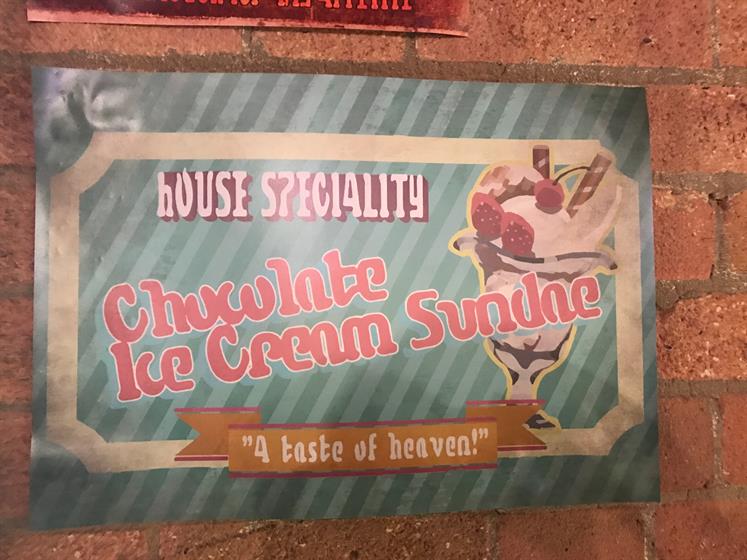 HOUSE SPECIALITY
Chocolate
Ice Cream Sundae
"A taste of heaven!"